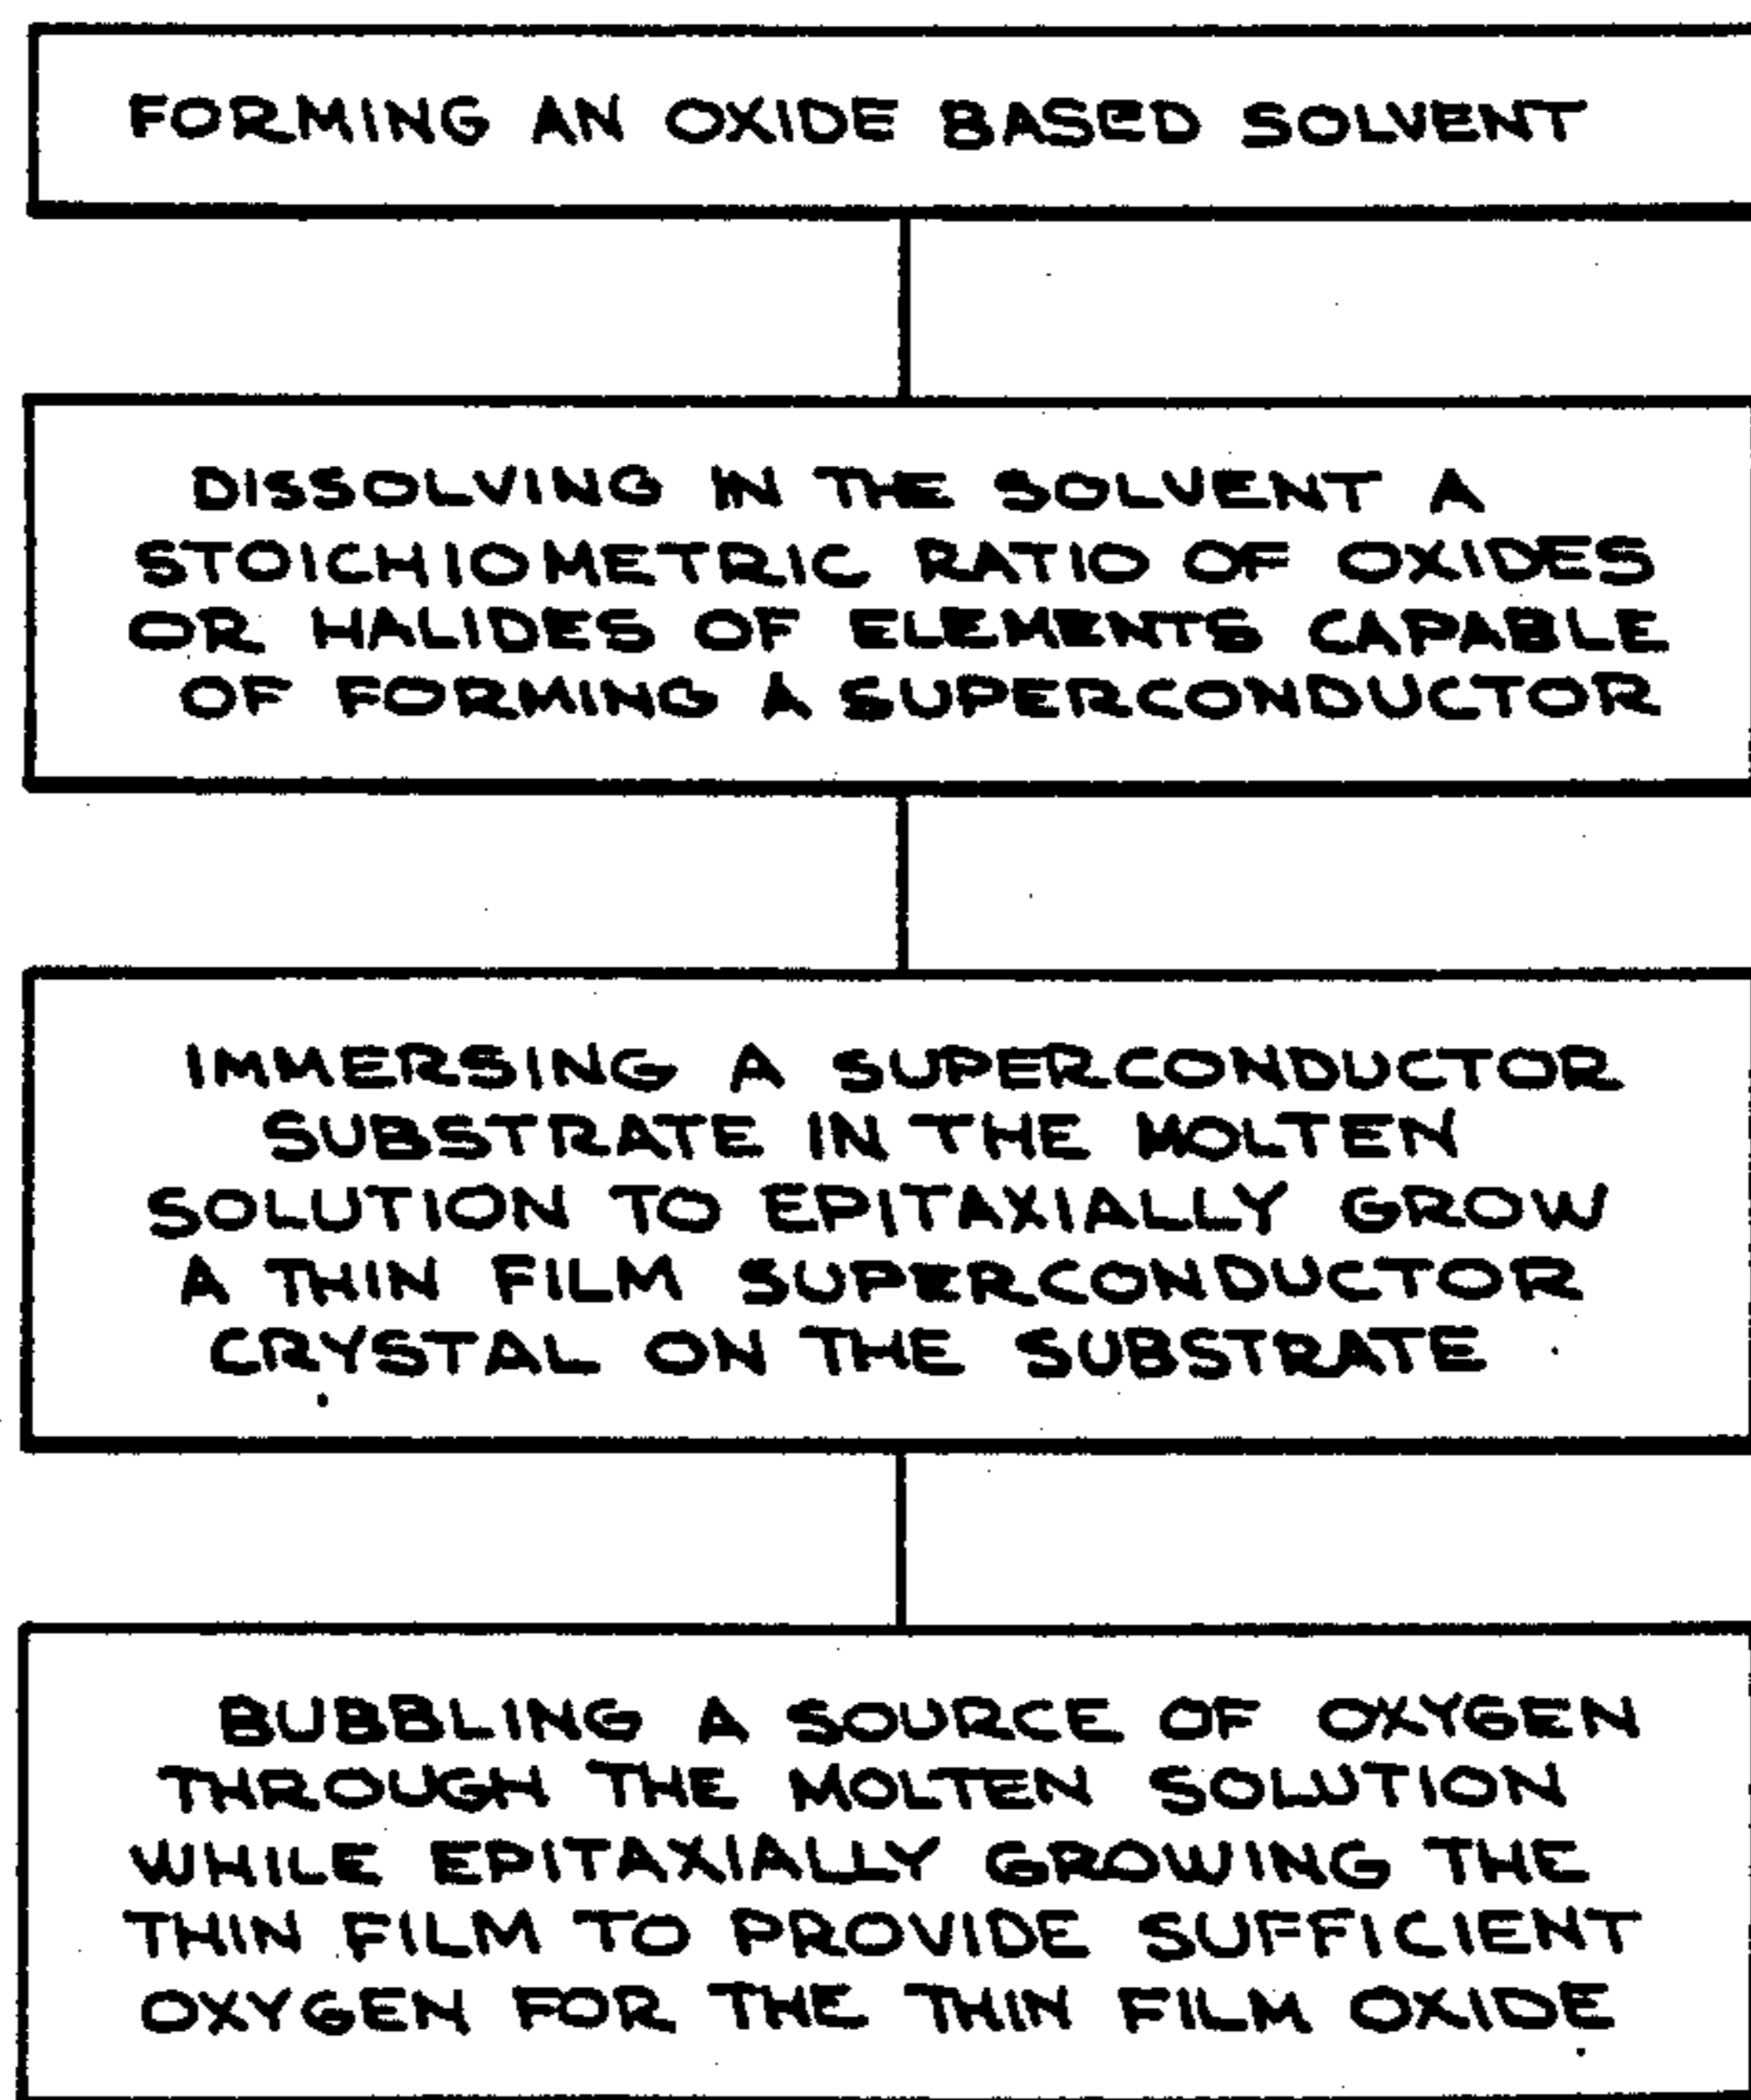 FORMING AN OXIDE BASED SOLVENT
DISSOLVING IN THE SOLVENT A
STOICHIOMETRIC RATIO OF OXIDES
OR HALIDES OF ELEMENTS CAPABLE
OF FORMING A SUPERCONDUCTOR
IMMERSING A SUPERCONDUCTOR
SUBSTRATE IN THE MOLTEN
SOLUTION TO EPITAXIALLY GROW
A THIN FILM SUPERCONDUCTOR
CRYSTAL ON THE SUBSTRATE
BUBBLING A SOURCE OF OXYGEN
THROUGH THE MOLTEN SOLUTION
WHILE EPITAXIALLY GROWING THE
THIN FILM TO PROVIDE SUFFICIENT
OXYGEN FOR THE THIN FILM OXIDE